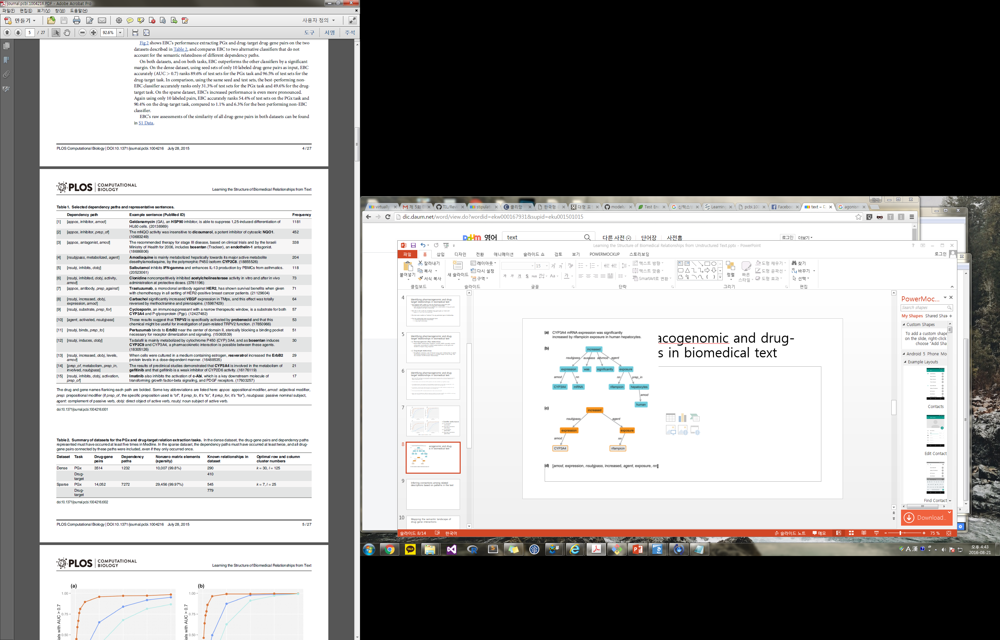 journal.pcbi.1004216.PDF - Adobe Acrobat Pro
파일(F) 편집(E) 보기(V) 창(W) 도움말(H)
만들기 사용자 정의
5 / 27 92.6% 도구 서명 주석
Fig 2 shows EBC's performance extracting PGx and drug-target drug-gene pairs on the two
datasets described in Table 2, and compares EBC to two alternative classifiers that do not
account for the semantic relatedness of different dependency paths.
On both datasets, and on both tasks, EBC outperforms the other classifiers by a significant
margin. On the dense dataset, using seed sets of only 10 labeled drug-gene pairs as input, EBC
accurately (AUC > 0.7) ranks 89.6% of test sets for the PGx task and 96.5% of test sets for the
drug-target task. In comparison, using the same seed and test sets, the best-performing non-
EBC classifier accurately ranks only 31.3% of test sets for the PGx task and 49.6% for the drug-
target task. On the sparse dataset, EBC's increased performance is even more pronounced.
Again using only 10 labeled pairs, EBC accurately ranks 54.4% of test sets on the PGx task and
90.4% on the drug-target task, compared to 1.1% and 6.3% for the best-performing non-EBC
classifier.
EBC's raw assessments of the similarity of all drug-gene pairs in both datasets can be found
in S1 Data.
PLOS Computational Biology | DOI:10.1371/journal.pcbi.1004216 July 28, 2015 4 / 27
PLOS COMPUTATIONAL BIOLOGY
Learning the Structure of Biomedical Relationships from Text
Table 1. Selected dependency paths and representative sentences.
Dependency path Example sentence (PubMed ID) Frequency
[1] [appos, inhibitor, amod] Geldanamycin (GA), an HSP90 inhibitor, is able to suppress 1,25-induced differentiation of 1181
HL60 cells. (20138989)
[2] [appos, inhibitor, prep_of] The mNQO activity was insensitive to dicoumarol, a potent inhibitor of cytosolic NQO1. 452
(10683249)
[3] [appos, antagonist, amod] The recommended therapy for stage III disease, based on clinical trials and by the Israeli 338
Ministry of Health for 2006, includes bosentan (Tracleer), an endothelin-1 antagonist.
(18686806)
[4] [nsubjpass, metabolized, agent] Amodiaquine is mainly metabolized hepatically towards its major active metabolite 204
desethylamodiaquine, by the polymorphic P450 isoform CYP2C8. (18855526)
[5] [nsubj, inhibits, dobj] Salbutamol inhibits IFN-gamma and enhances IL-13 production by PBMCs from asthmatics. 118
(20523061)
[6] [nsubj, inhibited, dobj, activity, Clonidine noncompetitively inhibited acetylcholinesterase activity in vitro and after in vivo 73
amod] administration at protective doses. (3761196)
[7] [appos, antibody, prep_against] Trastuzumab, a monoclonal antibody against HER2, has shown survival benefits when given 71
with chemotherapy in all setting of HER2-positive breast cancer patients. (21129604)
[8] [nsubj, increased, dobj, Carbachol significantly increased VEGF expression in TMps, and this effect was totally 64
expression, amod] reversed by methoctramine and pirenzepine. (15987429)
[9] [nsubj, substrate, prep_for] Cyclosporin, an immunosuppressant with a narrow therapeutic window, is a substrate for both 57
CYP3A4 and P-glycoprotein (Pgp). (12427482)
[10] [agent, activated, nsubjpass] These results suggest that TRPV2 is specifically activated by probenecid and that this 53
chemical might be useful for investigation of pain-related TRPV2 function. (17850966)
[11] [nsubj, binds, prep_to] Pertuzumab binds to ErbB2 near the center of domain II, sterically blocking a binding pocket 51
necessary for receptor dimerization and signaling. (15093539)
[12] [nsubj, induces, dobj] Tadalafil is mainly metabolized by cytochrome P450 (CYP) 3A4, and as bosentan induces 30
CYP2C9 and CYP3A4, a pharmacokinetic interaction is possible between these agents.
(18305126)
[13] [nsubj, increased, dobj, levels, When cells were cultured in a medium containing estrogen, resveratrol increased the ErbB2 29
amod] protein levels in a dose-dependent manner. (16488535)
[14] [prep_of, metabolism, prep_in, The results of preclinical studies demonstrated that CYP3A4 is involved in the metabolism of 21
involved, nsubjpass] gefitinib and that gefitinib is a weak inhibitor of CYP2D6 activity. (16176119)
[15] [nsubj, inhibits, dobj, activation, Imatinib also inhibits the activation of c-Abl, which is a key downstream molecule of 17
prep_of] transforming growth factor-beta signaling, and PDGF receptors. (17603257)
The drug and gene names flanking each path are bolded. Some key abbreviations are listed here: appos: appositional modifier, amod: adjectival modifier,
prep: prepositional modifier (if prep_of, the specific preposition used is "of", if prep_to, it's "to", if prep_for, it's "for"), nsubjpass: passive nominal subject,
agent: complement of passive verb, dobj: direct object of active verb, nsubj: noun subject of active verb.
doi:10.1371/journal.pcbi.1004216.t001
Table 2. Summary of datasets for the PGx and drug-target relation extraction tasks. In the dense dataset, the drug-gene pairs and dependency paths
represented must have occurred at least five times in Medline. In the sparse dataset, the dependency paths must have occurred at least twice, and all drug-
gene pairs connected by these paths were included, even if they only occurred once.
Dataset Task Drug-gene pairs Dependency paths Nonzero matrix elements (sparsity) Known relationships in dataset Optimal row and column cluster numbers
Dense PGx 3514 1232 10,007 (99.8%) 290 k = 30, l = 125
Drug-target 410
Sparse PGx 14,052 7272 29,456 (99.97%) 545 k = 7, l = 25
Drug-target 779
doi:10.1371/journal.pcbi.1004216.t002
PLOS Computational Biology | DOI:10.1371/journal.pcbi.1004216 July 28, 2015 5 / 27
PLOS COMPUTATIONAL BIOLOGY
Learning the Structure of Biomedical Relationships from Text
(a) (b)
1.00 1.00
0.75 0.75
0.50 0.50
ials with AUC > 0.7 ials with AUC > 0.7
virtually 제 5회 TIL/Revi stipulati 클리앙 한국형 대형 포 models Test Eng 신택스 Learning pcbi.100 Faceboo text – agonism
dic.daum.net/word/view.do?wordid=ekw000167931&supid=eku001501015
Daum 영어 text 다른 사전 단어장 사전홈 로그인 더보기
Learning the Structure of Biomedical Relationships from Unstructured Text.pptx - PowerPoint
파일 홈 삽입 디자인 전환 애니메이션 슬라이드 쇼 검토 보기 POWERMOCKUP 스토리보딩 로그인
붙여넣기 잘라내기 복사 서식 복사 새 슬라이드 레이아웃 다시 설정 구역 15 텍스트 방향 텍스트 맞춤 SmartArt로 변환 정렬 빠른 스타일 도형 채우기 도형 윤곽선 도형 효과 찾기 바꾸기 선택
클립보드 슬라이드 글꼴 단락 그리기 편집
4
Identifying pharmacogenomic and drug-
target relationships in biomedical text
5
Identifying pharmacogenomic and drug-
target relationships in biomedical text
6
Identifying pharmacogenomic and drug-
target relationships in biomedical text
7
8
acogenomic and drug-
s in biomedical text
9
Inferring connections among related
descriptions based on patterns in the text
10
Mapping the semantic landscape of
drug gene interactions
(a) CYP3A4 mRNA expression was significantly
increased by rifampicin exposure in human hepatocytes.
acogenomic and drug-
s in biomedical text
(b)
increased
nsubjpass auxpass advmod agent
expression was significantly exposure
amod nn nn prep_in
CYP3A4 mRNA rifampicin hepatocytes
amod
human
(c)
increased
nsubjpass agent
expression exposure
amod nn
CYP3A4 rifampicin
(d) [amod, expression, nsubjpass, increased, agent, exposure, nn]
PowerMoc...
Search shapes
My Shapes Shared Sha
Custom Shapes
To add a custom shape
on the slide, right-click
choose "Add Sha
Android 5 Phone Mo
Example Layouts
Contacts
Edit Contact
Find Contact
Download..
슬라이드 8/14 한국어 슬라이드 노트 메모 75 %
A 漢
오후 4:43
2016-08-21